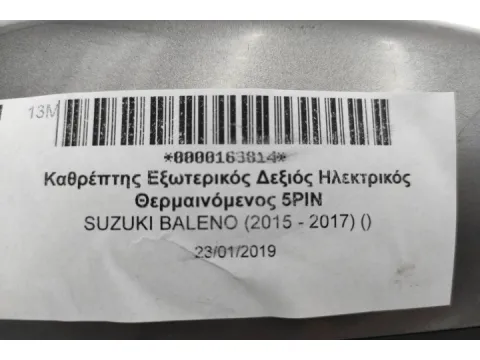 13M
*0000163814*
Καθρέπτης Εξωτερικός Δεξιός Ηλεκτρικός
Θερμαινόμενος 5PIN
SUZUKI BALENO (2015 - 2017) ()
23/01/2019